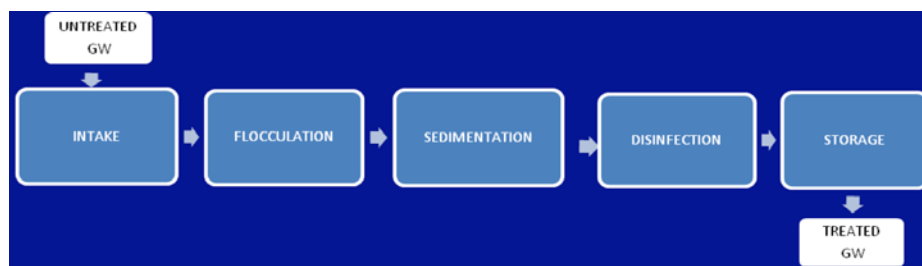 UNTREATED
GW
INTAKE
FLOCCULATION
SEDIMENTATION
DISINFECTION
STORAGE
TREATED
GW